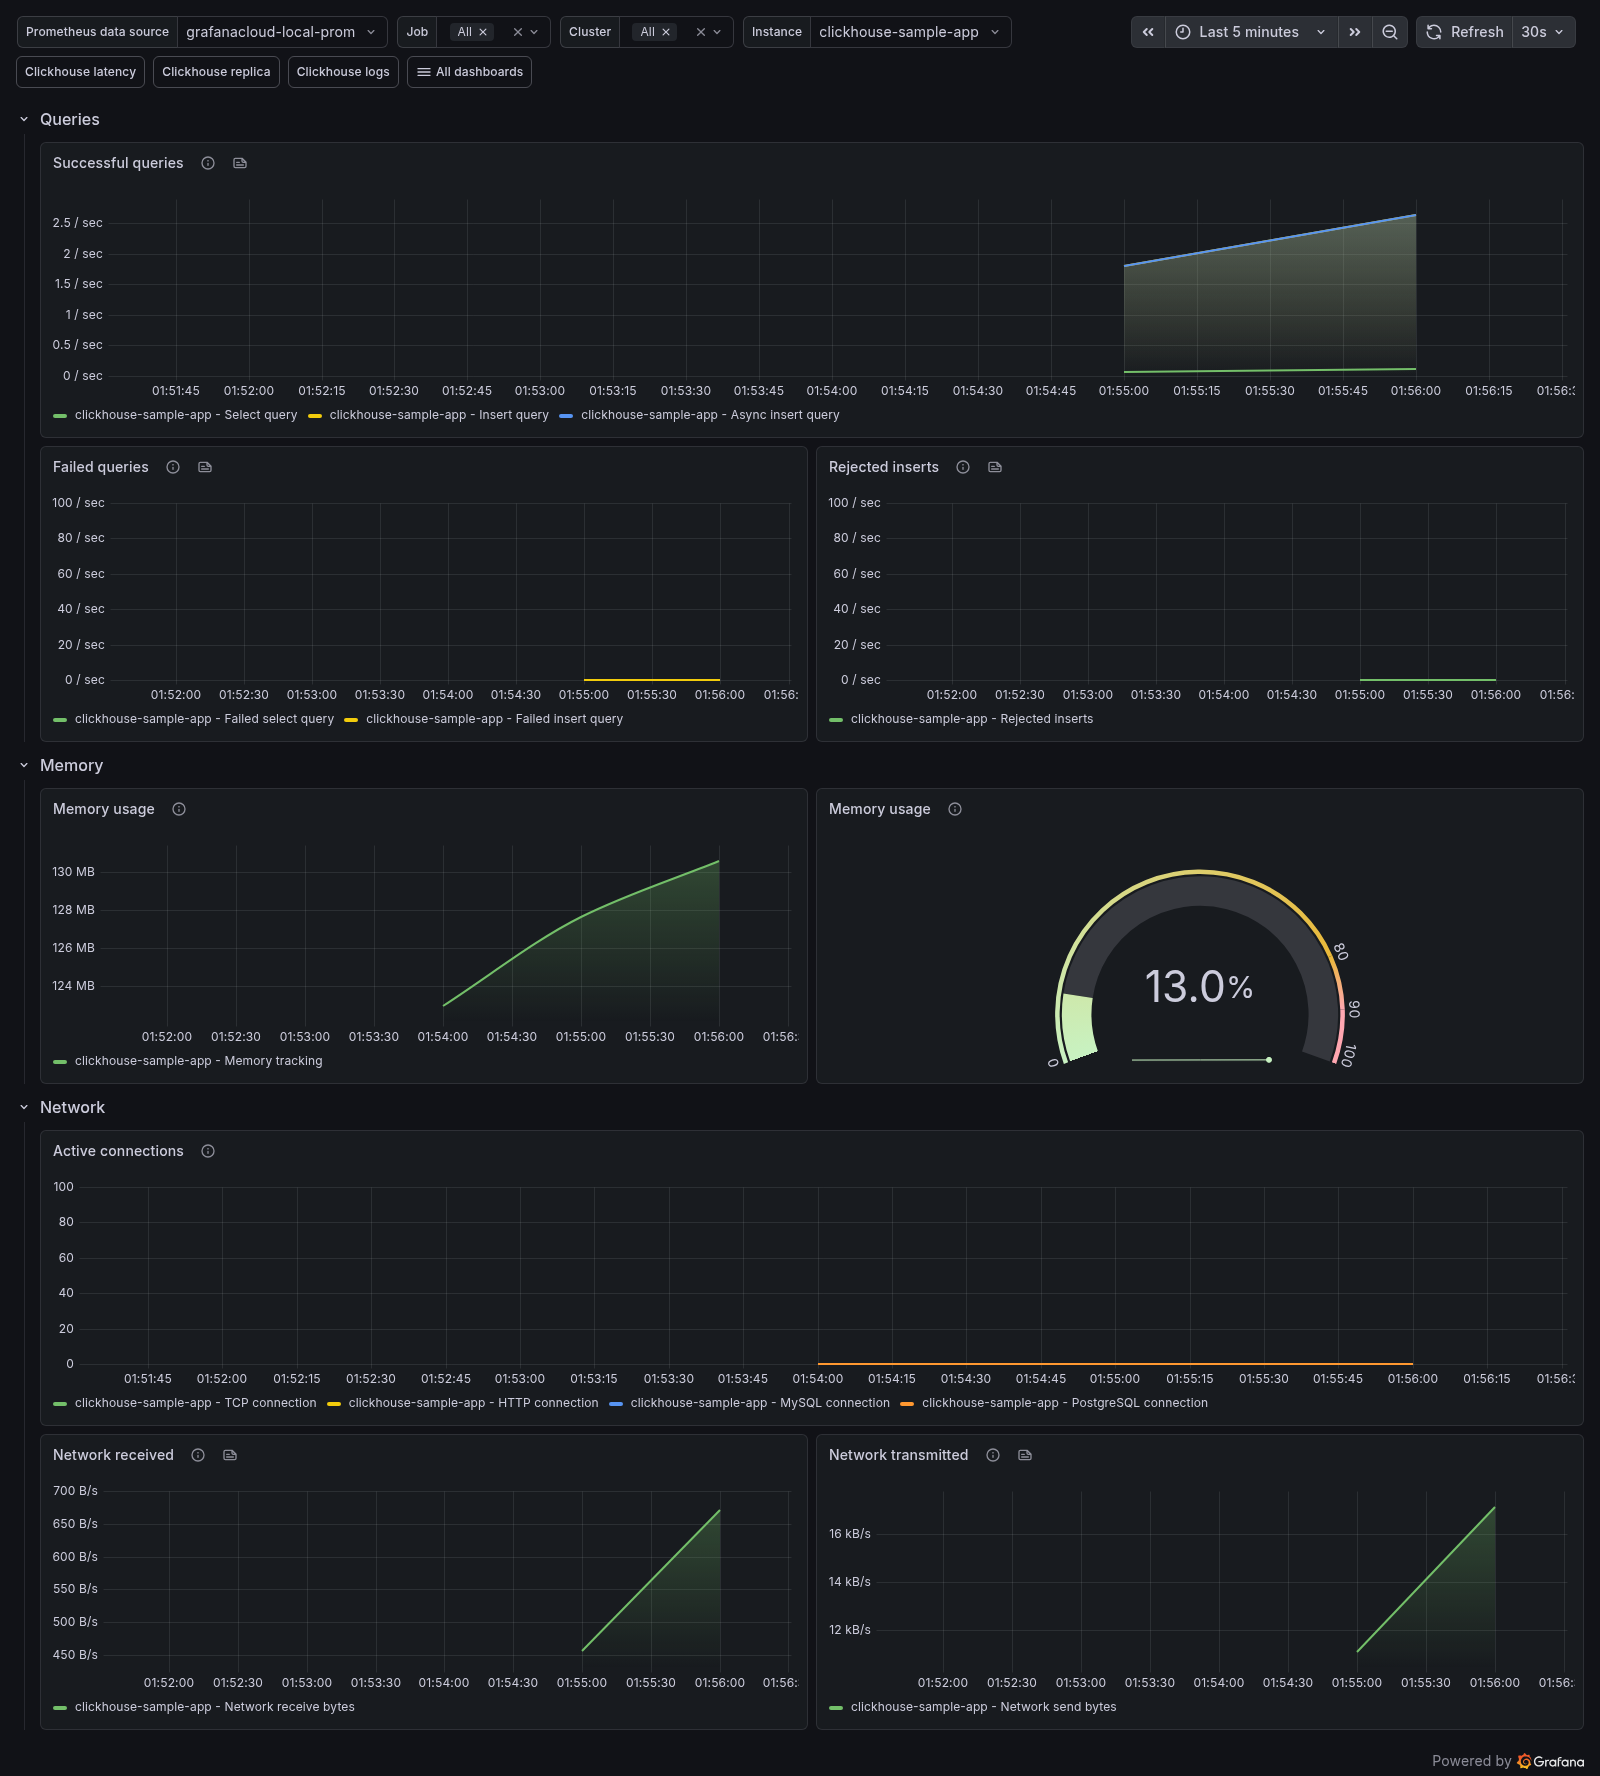 Prometheus data source grafanacloud-local-prom Job All Cluster All Instance clickhouse-sample-app Last 5 minutes Refresh 30s
Clickhouse latency Clickhouse replica Clickhouse logs All dashboards
Queries
Successful queries
2.5 / sec
2 / sec
1.5 / sec
1 / sec
0.5 / sec
0 / sec
01:51:45 01:52:00 01:52:15 01:52:30 01:52:45 01:53:00 01:53:15 01:53:30 01:53:45 01:54:00 01:54:15 01:54:30 01:54:45 01:55:00 01:55:15 01:55:30 01:55:45 01:56:00 01:56:15 01:56:
clickhouse-sample-app - Select query clickhouse-sample-app - Insert query clickhouse-sample-app - Async insert query
Failed queries
100 / sec
80 / sec
60 / sec
40 / sec
20 / sec
0 / sec
01:52:00 01:52:30 01:53:00 01:53:30 01:54:00 01:54:30 01:55:00 01:55:30 01:56:00 01:56:
clickhouse-sample-app - Failed select query clickhouse-sample-app - Failed insert query
Rejected inserts
100 / sec
80 / sec
60 / sec
40 / sec
20 / sec
0 / sec
01:52:00 01:52:30 01:53:00 01:53:30 01:54:00 01:54:30 01:55:00 01:55:30 01:56:00 01:56:
clickhouse-sample-app - Rejected inserts
Memory
Memory usage
130 MB
128 MB
126 MB
124 MB
01:52:00 01:52:30 01:53:00 01:53:30 01:54:00 01:54:30 01:55:00 01:55:30 01:56:00 01:56:
clickhouse-sample-app - Memory tracking
Memory usage
80
13.0%
90
0
100
Network
Active connections
100
80
60
40
20
0
01:51:45 01:52:00 01:52:15 01:52:30 01:52:45 01:53:00 01:53:15 01:53:30 01:53:45 01:54:00 01:54:15 01:54:30 01:54:45 01:55:00 01:55:15 01:55:30 01:55:45 01:56:00 01:56:15 01:56:
clickhouse-sample-app - TCP connection clickhouse-sample-app - HTTP connection clickhouse-sample-app - MySQL connection clickhouse-sample-app - PostgreSQL connection
Network received
700 B/s
650 B/s
600 B/s
550 B/s
500 B/s
450 B/s
01:52:00 01:52:30 01:53:00 01:53:30 01:54:00 01:54:30 01:55:00 01:55:30 01:56:00 01:56:
clickhouse-sample-app - Network receive bytes
Network transmitted
16 kB/s
14 kB/s
12 kB/s
01:52:00 01:52:30 01:53:00 01:53:30 01:54:00 01:54:30 01:55:00 01:55:30 01:56:00 01:56:
clickhouse-sample-app - Network send bytes
Powered by Grafana